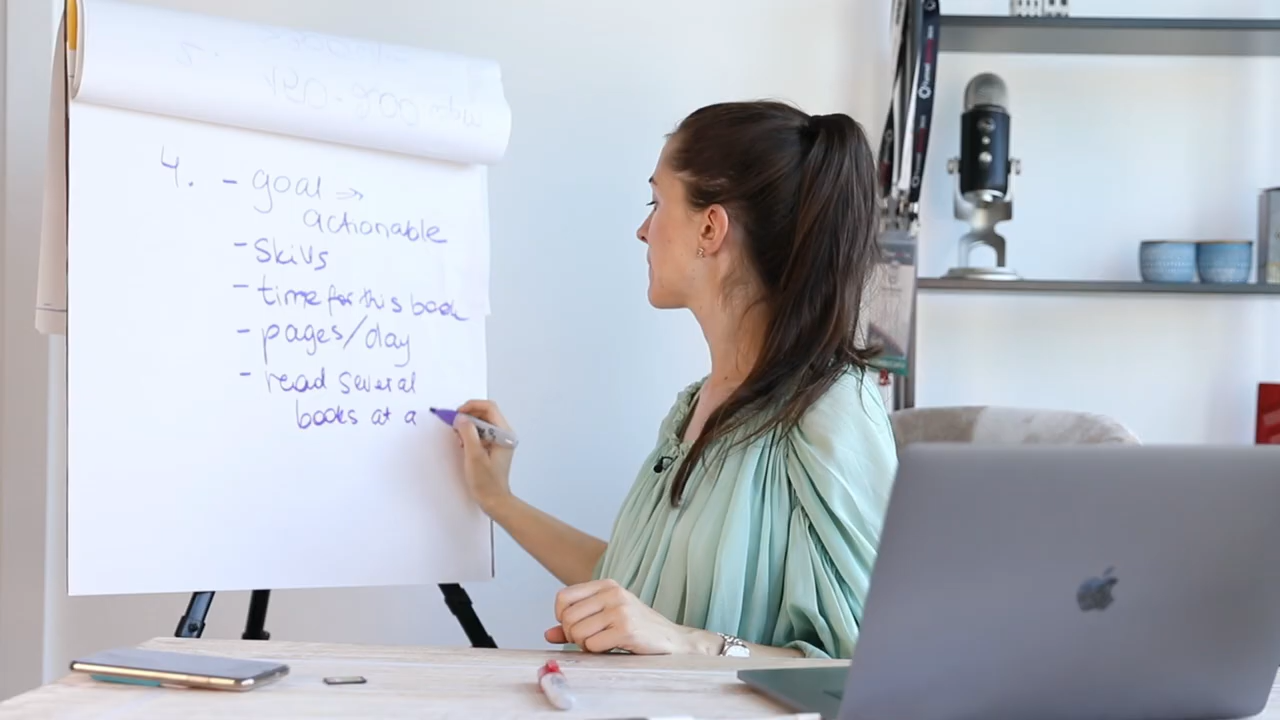 4. - goal =>
actionable
- Skills
- time for this book
- pages/day
- read several
books at a